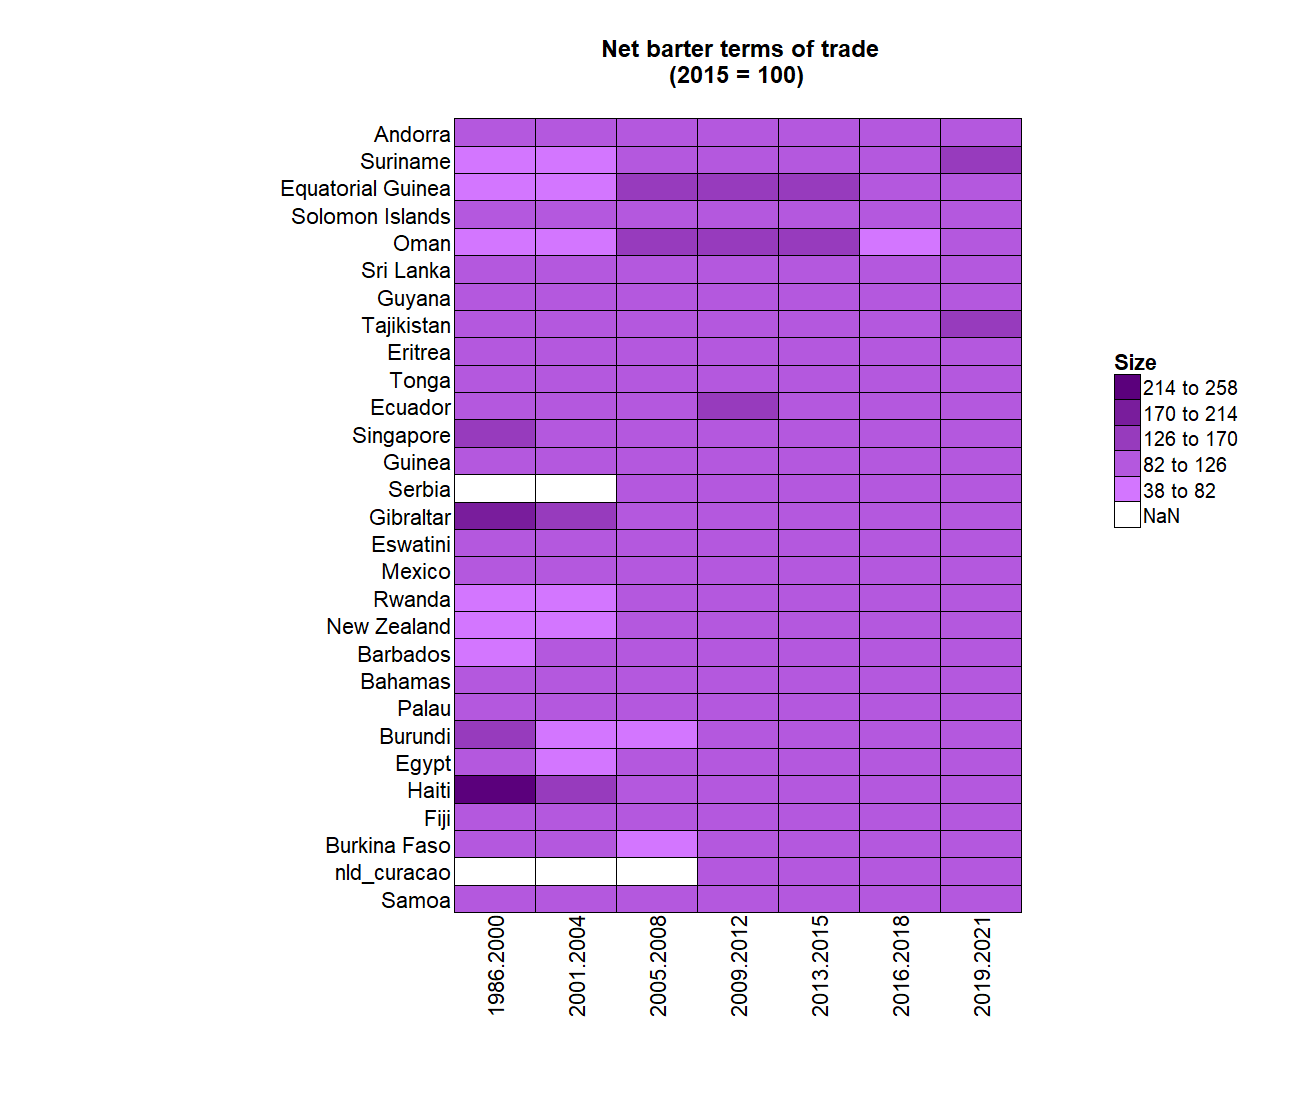 Net barter terms of trade
(2015 = 100)
Andorra
Suriname
Equatorial Guinea
Solomon Islands
Oman
Sri Lanka
Guyana
Tajikistan
Eritrea
Tonga
Ecuador
Singapore
Guinea
Serbia
Gibraltar
Eswatini
Mexico
Rwanda
New Zealand
Barbados
Bahamas
Palau
Burundi
Egypt
Haiti
Fiji
Burkina Faso
nld_curacao
Samoa
1986.2000
2001.2004
2005.2008
2009.2012
2013.2015
2016.2018
2019.2021
Size
214 to 258
170 to 214
126 to 170
82 to 126
38 to 82
NaN